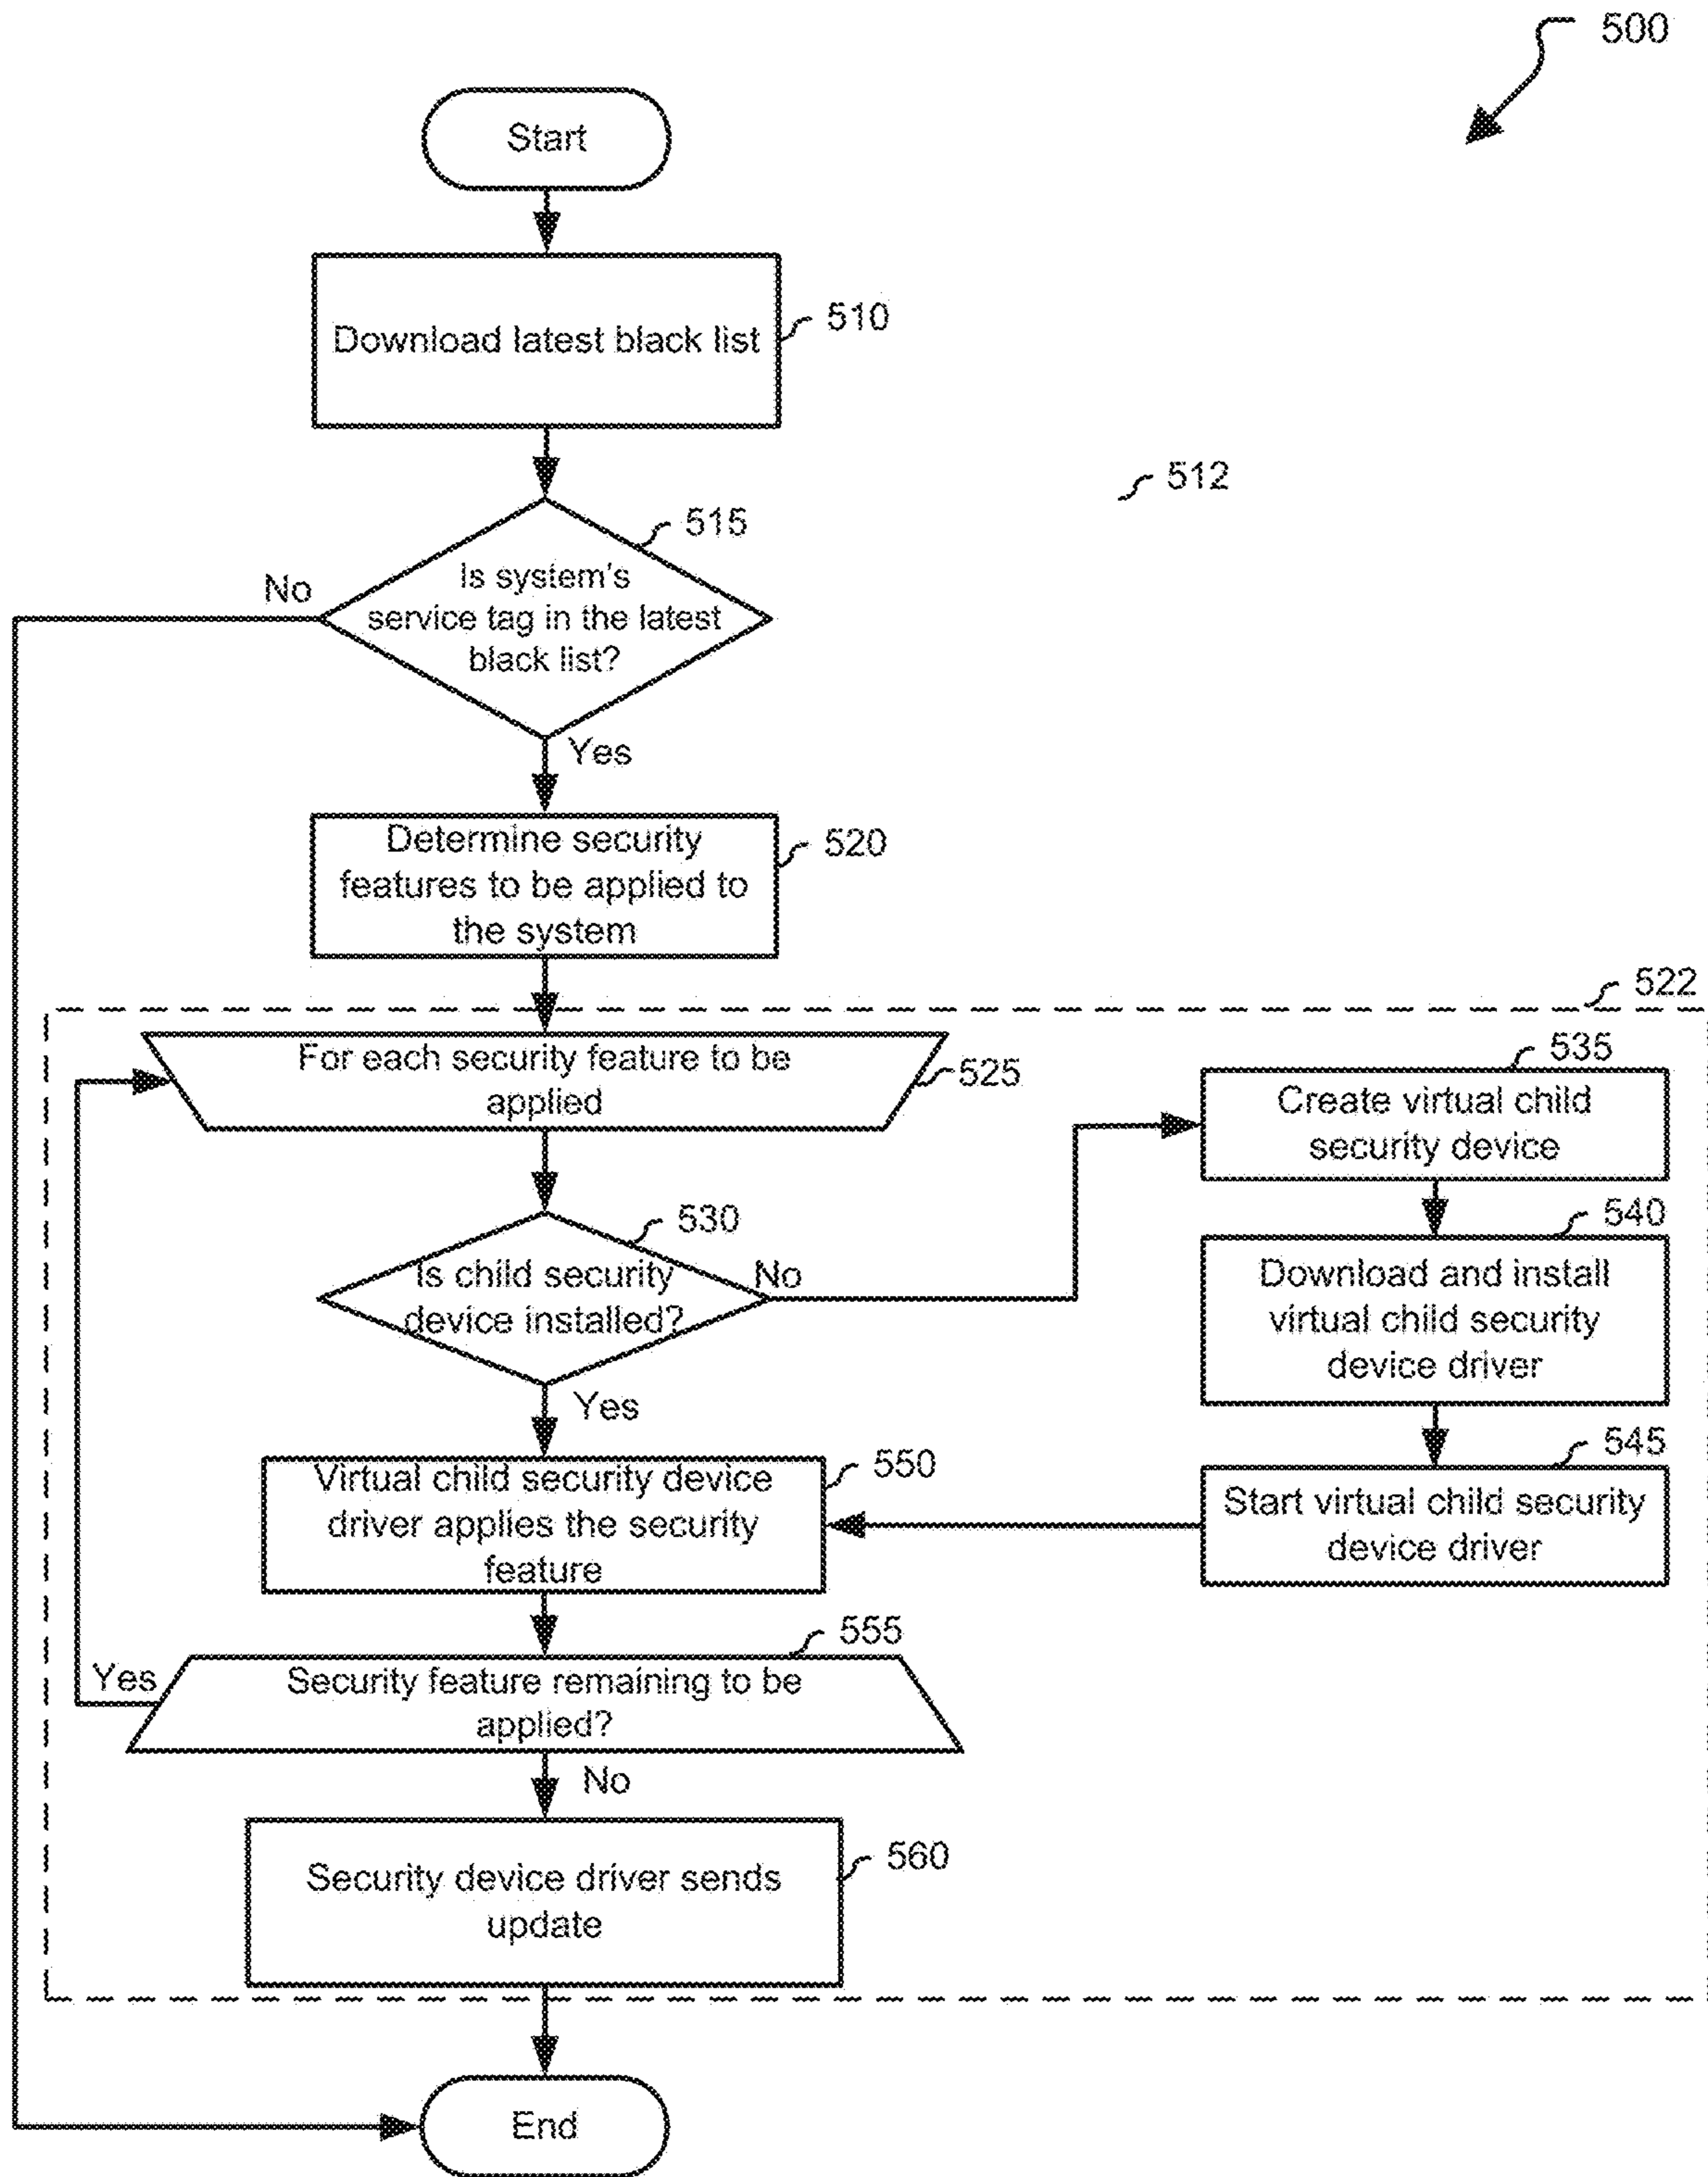 500
Start
Download latest black list
510
512
515
Is system's
service tag in the latest
black list?
No
Yes
Determine security
features to be applied to
the system
520
522
For each security feature to be
applied
525
535
Create virtual child
security device
530
Is child security
device installed?
No
540
Download and install
virtual child security
device driver
Yes
545
Start virtual child security
device driver
550
Virtual child security device
driver applies the security
feature
555
Yes
Security feature remaining to be
applied?
No
560
Security device driver sends
update
End